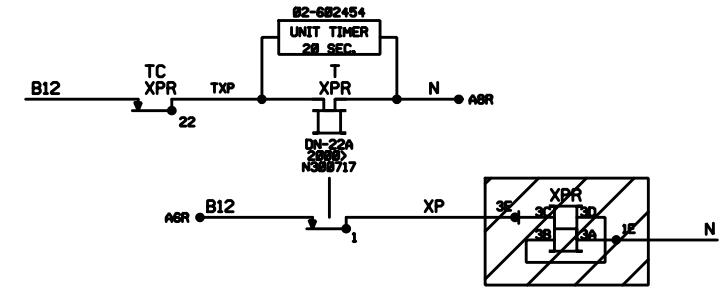 02-602454
UNIT TIMER
20 SEC.
TC
XPR
T
XPR
B12
TXP
N
A6R
22
DN-22A
2000>
N300717
A6R
B12
1
XP
3E
XPR
3C
3D
3B
3A
1E
N